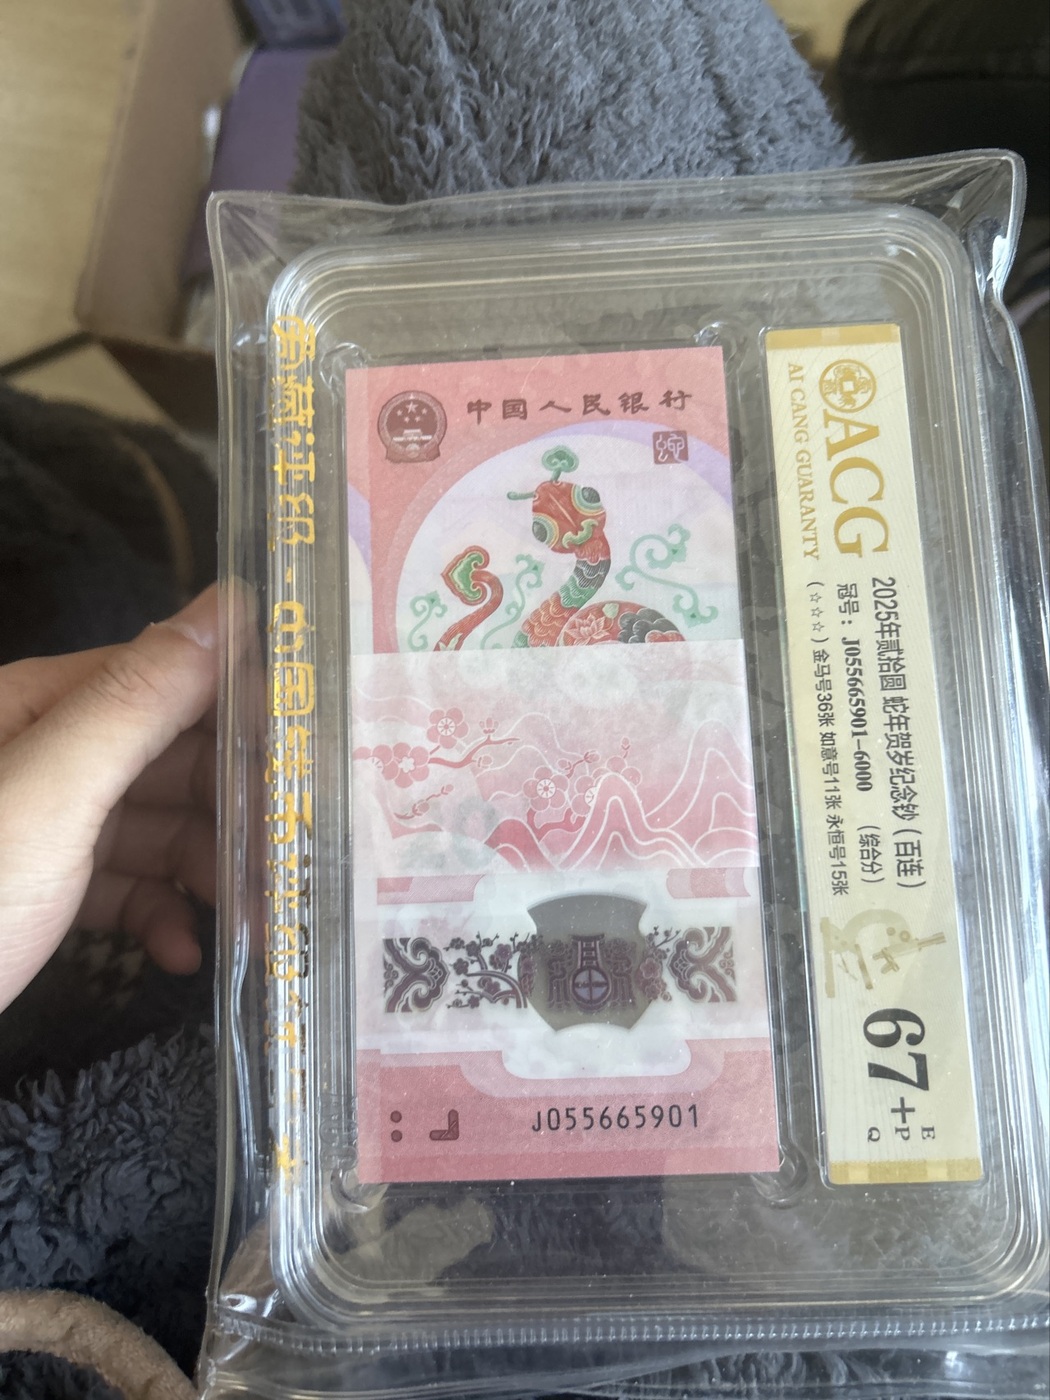 中国人民银行
J055665901
ACG
AI CANG GUARANTY
2025年贰拾圆 蛇年贺岁纪念钞（百连）
冠号：J055665901-6000 （综合分）
（☆☆☆）金马号36张 如意号11张 永恒号15张
67+
E
P
Q